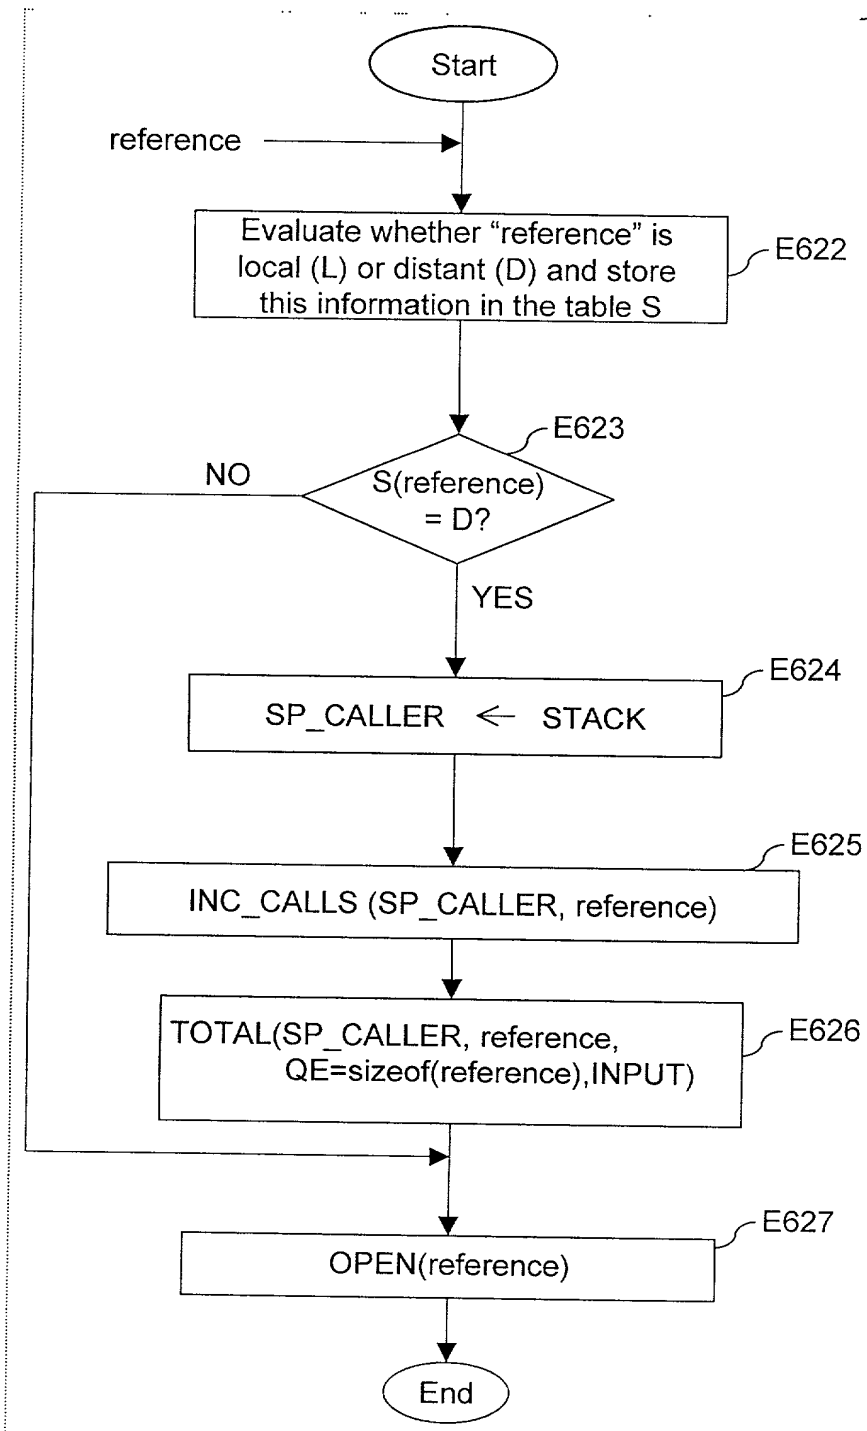 Start
reference
Evaluate whether “reference” is
local (L) or distant (D) and store
this information in the table S
E622
E623
NO
S(reference)
= D?
YES
E624
SP_CALLER ← STACK
E625
INC_CALLS (SP_CALLER, reference)
E626
TOTAL(SP_CALLER, reference,
QE=sizeof(reference),INPUT)
E627
OPEN(reference)
End